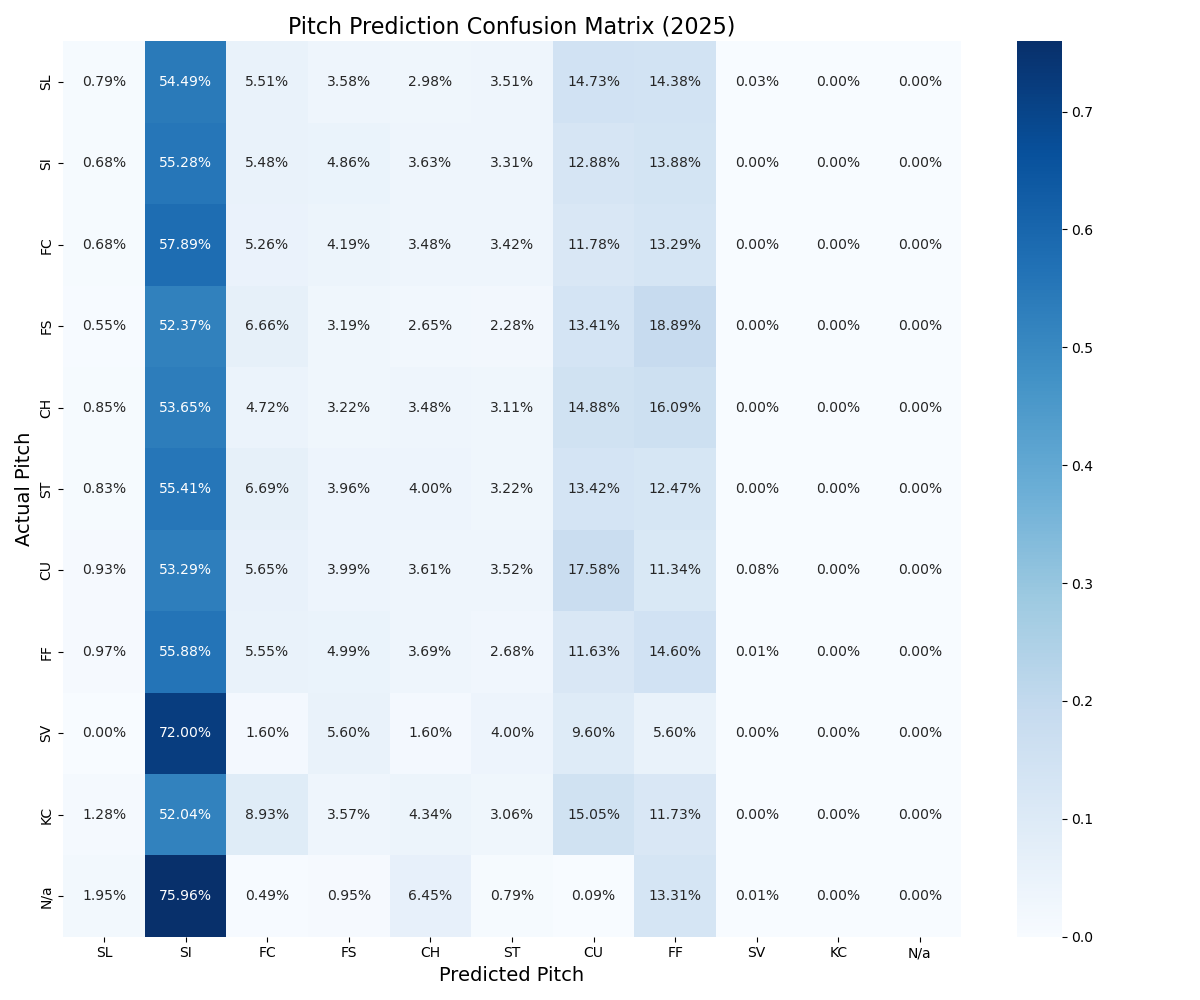 Pitch Prediction Confusion Matrix (2025)
SL 0.79% 54.49% 5.51% 3.58% 2.98% 3.51% 14.73% 14.38% 0.03% 0.00% 0.00%
SI 0.68% 55.28% 5.48% 4.86% 3.63% 3.31% 12.88% 13.88% 0.00% 0.00% 0.00%
FC 0.68% 57.89% 5.26% 4.19% 3.48% 3.42% 11.78% 13.29% 0.00% 0.00% 0.00%
FS 0.55% 52.37% 6.66% 3.19% 2.65% 2.28% 13.41% 18.89% 0.00% 0.00% 0.00%
CH 0.85% 53.65% 4.72% 3.22% 3.48% 3.11% 14.88% 16.09% 0.00% 0.00% 0.00%
ST 0.83% 55.41% 6.69% 3.96% 4.00% 3.22% 13.42% 12.47% 0.00% 0.00% 0.00%
CU 0.93% 53.29% 5.65% 3.99% 3.61% 3.52% 17.58% 11.34% 0.08% 0.00% 0.00%
FF 0.97% 55.88% 5.55% 4.99% 3.69% 2.68% 11.63% 14.60% 0.01% 0.00% 0.00%
SV 0.00% 72.00% 1.60% 5.60% 1.60% 4.00% 9.60% 5.60% 0.00% 0.00% 0.00%
KC 1.28% 52.04% 8.93% 3.57% 4.34% 3.06% 15.05% 11.73% 0.00% 0.00% 0.00%
N/a 1.95% 75.96% 0.49% 0.95% 6.45% 0.79% 0.09% 13.31% 0.01% 0.00% 0.00%
SL SI FC FS CH ST CU FF SV KC N/a
Predicted Pitch
Actual Pitch
0.7
0.6
0.5
0.4
0.3
0.2
0.1
0.0